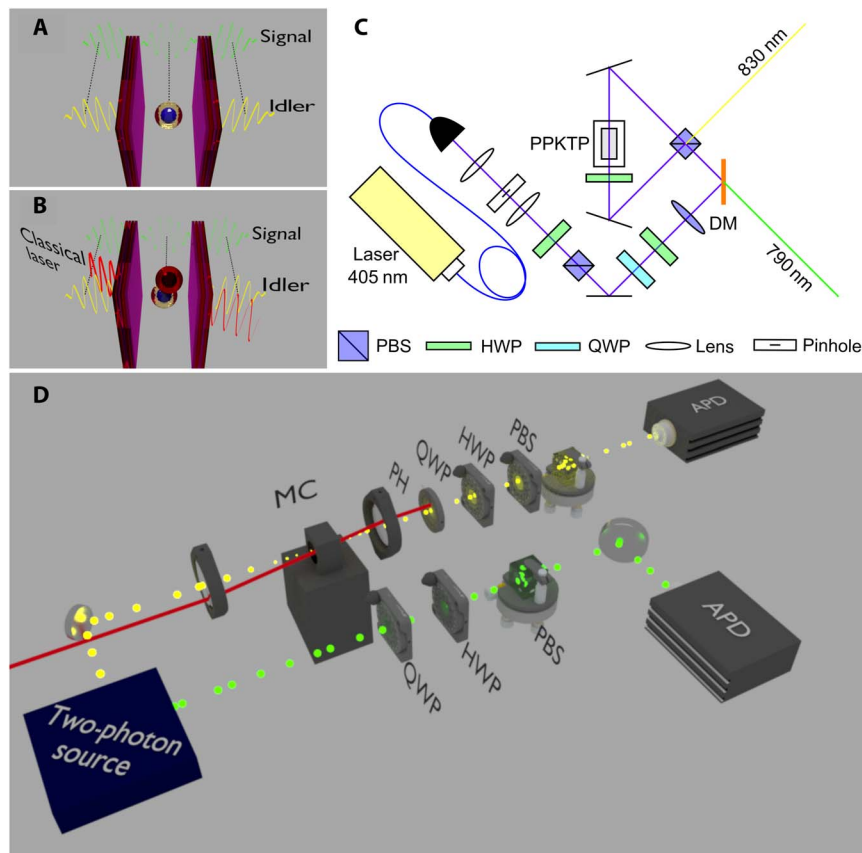 A
Signal
Idler
B
Signal
Classical
laser
Idler
C
830 nm
PPKTP
DM
Laser
405 nm
790 nm
PBS
HWP
QWP
Lens
Pinhole
D
APD
PBS
HWP
QWP
PH
MC
APD
PBS
HWP
QWP
Two-photon
source